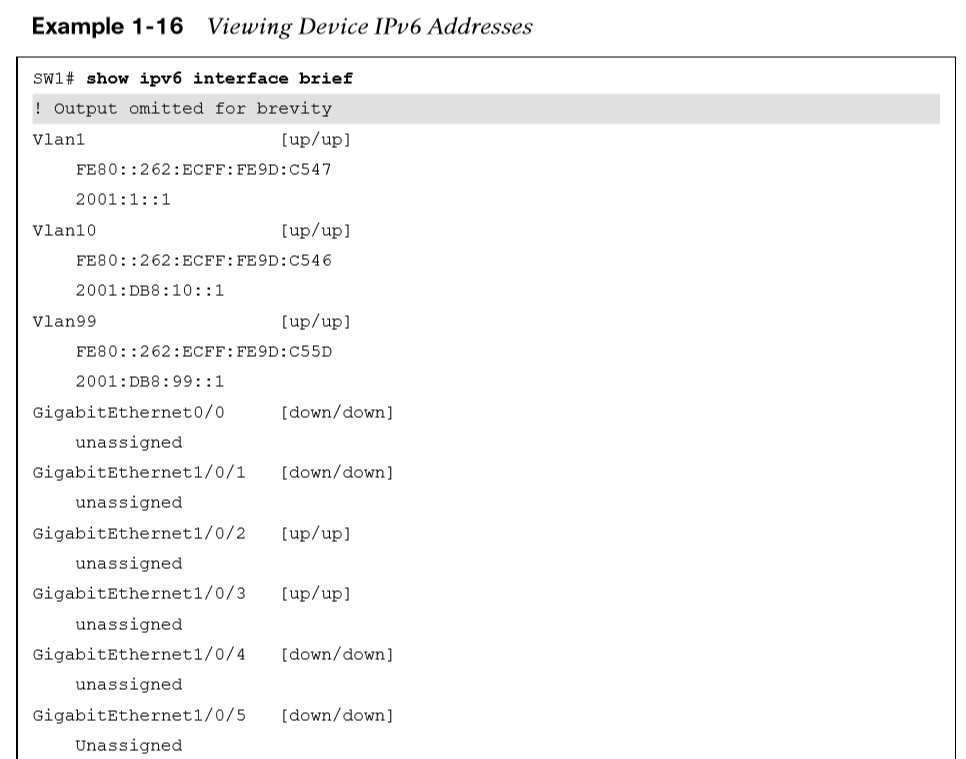 Example 1-16 Viewing Device IPv6 Addresses
SW1# show ipv6 interface brief
! Output omitted for brevity
Vlan1 [up/up]
FE80::262:ECFF:FE9D:C547
2001:1::1
Vlan10 [up/up]
FE80::262:ECFF:FE9D:C546
2001:DB8:10::1
Vlan99 [up/up]
FE80::262:ECFF:FE9D:C55D
2001:DB8:99::1
GigabitEthernet0/0 [down/down]
unassigned
GigabitEthernet1/0/1 [down/down]
unassigned
GigabitEthernet1/0/2 [up/up]
unassigned
GigabitEthernet1/0/3 [up/up]
unassigned
GigabitEthernet1/0/4 [down/down]
unassigned
GigabitEthernet1/0/5 [down/down]
Unassigned